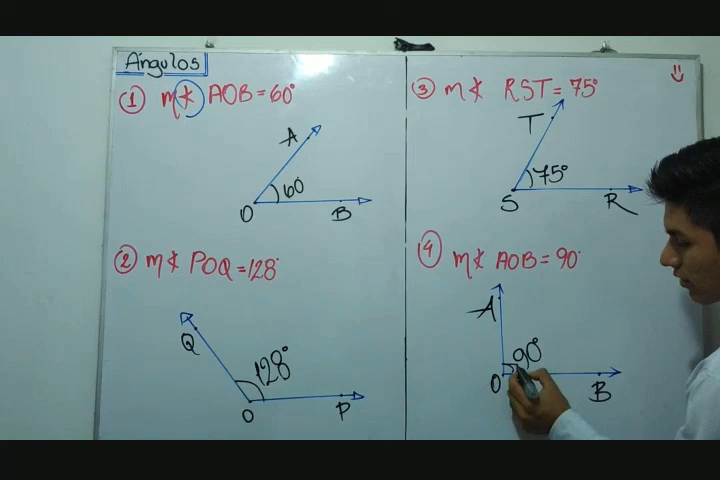 Ángulos
① m∡ AOB = 60°
A
60°
O
B
② m∡ POQ = 128°
Q
128°
O
P
③ m∡ RST = 75°
T
75°
S
R
④ m∡ AOB = 90°
A
90°
O
B